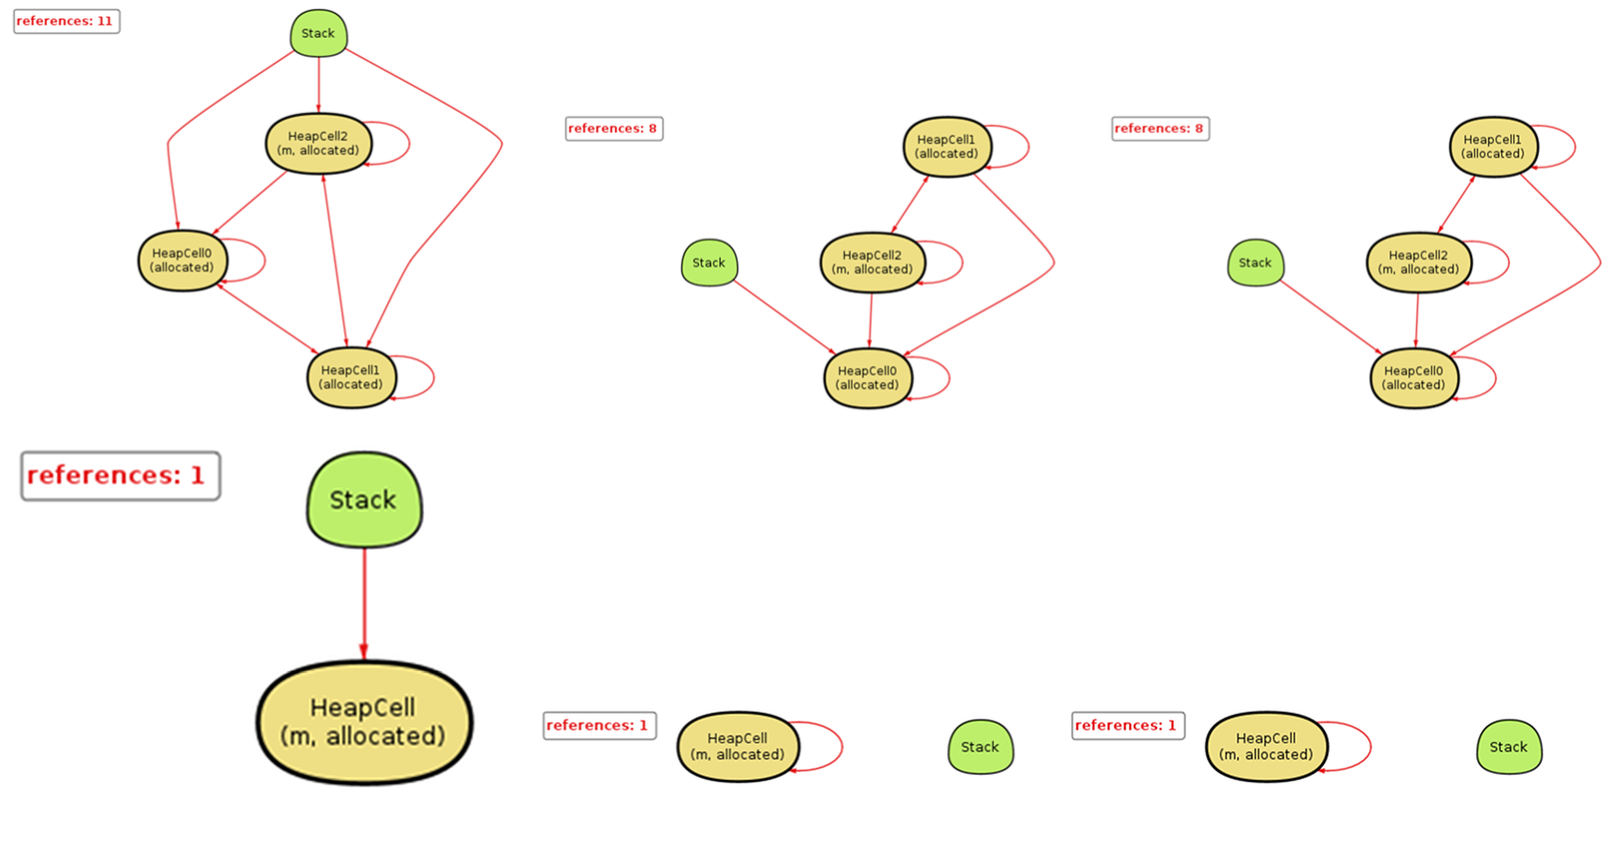 references: 11
Stack
HeapCell2
(m, allocated)
HeapCell0
(allocated)
HeapCell1
(allocated)
references: 8
HeapCell1
(allocated)
Stack
HeapCell2
(m, allocated)
HeapCell0
(allocated)
references: 8
HeapCell1
(allocated)
Stack
HeapCell2
(m, allocated)
HeapCell0
(allocated)
references: 1
Stack
HeapCell
(m, allocated)
references: 1
HeapCell
(m, allocated)
Stack
references: 1
HeapCell
(m, allocated)
Stack